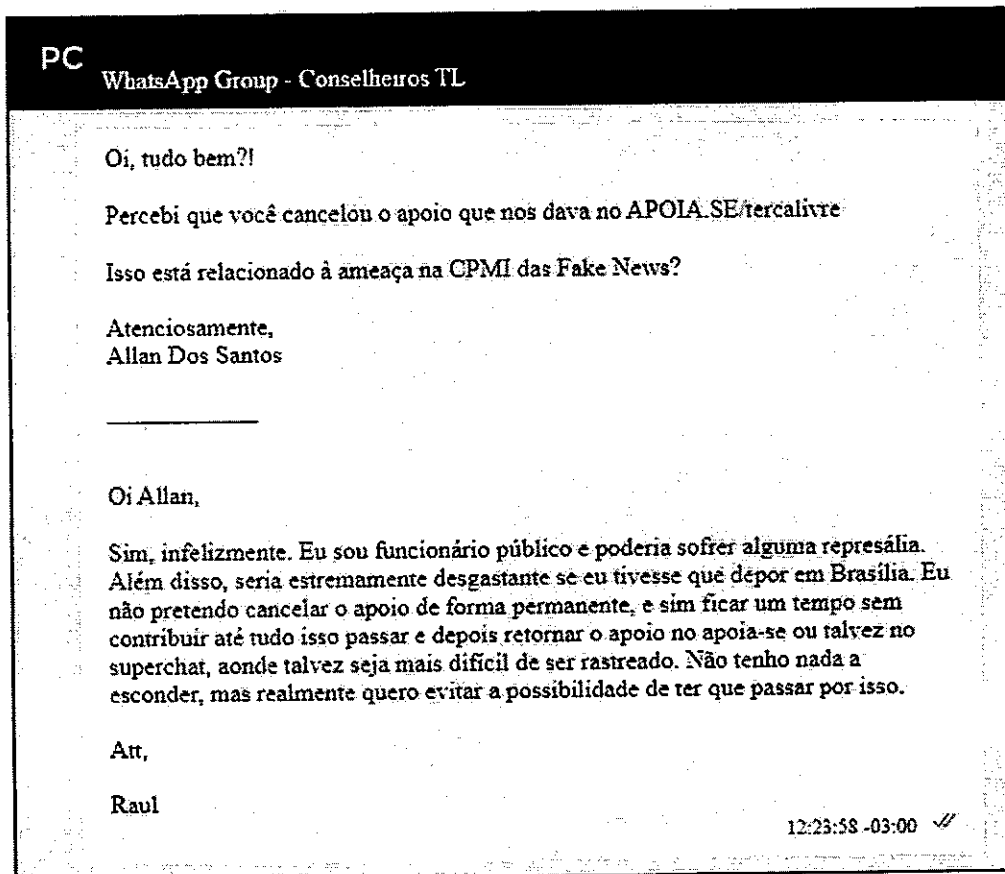 PC
WhatsApp Group - Conselheiros TL
Oi, tudo bem?!
Percebi que você cancelou o apoio que nos dava no APOIA.SE/tercalivre
Isso está relacionado à ameaça na CPMI das Fake News?
Atenciosamente,
Allan Dos Santos
Oi Allan,
Sim, infelizmente. Eu sou funcionário público e poderia sofrer alguma represália.
Além disso, seria estremamente desgastante se eu tivesse que depor em Brasília. Eu
não pretendo cancelar o apoio de forma permanente, e sim ficar um tempo sem
contribuir até tudo isso passar e depois retornar o apoio no apoia-se ou talvez no
superchat, aonde talvez seja mais difícil de ser rastreado. Não tenho nada a
esconder, mas realmente quero evitar a possibilidade de ter que passar por isso.
Att,
Raul
12:23:58 -03:00